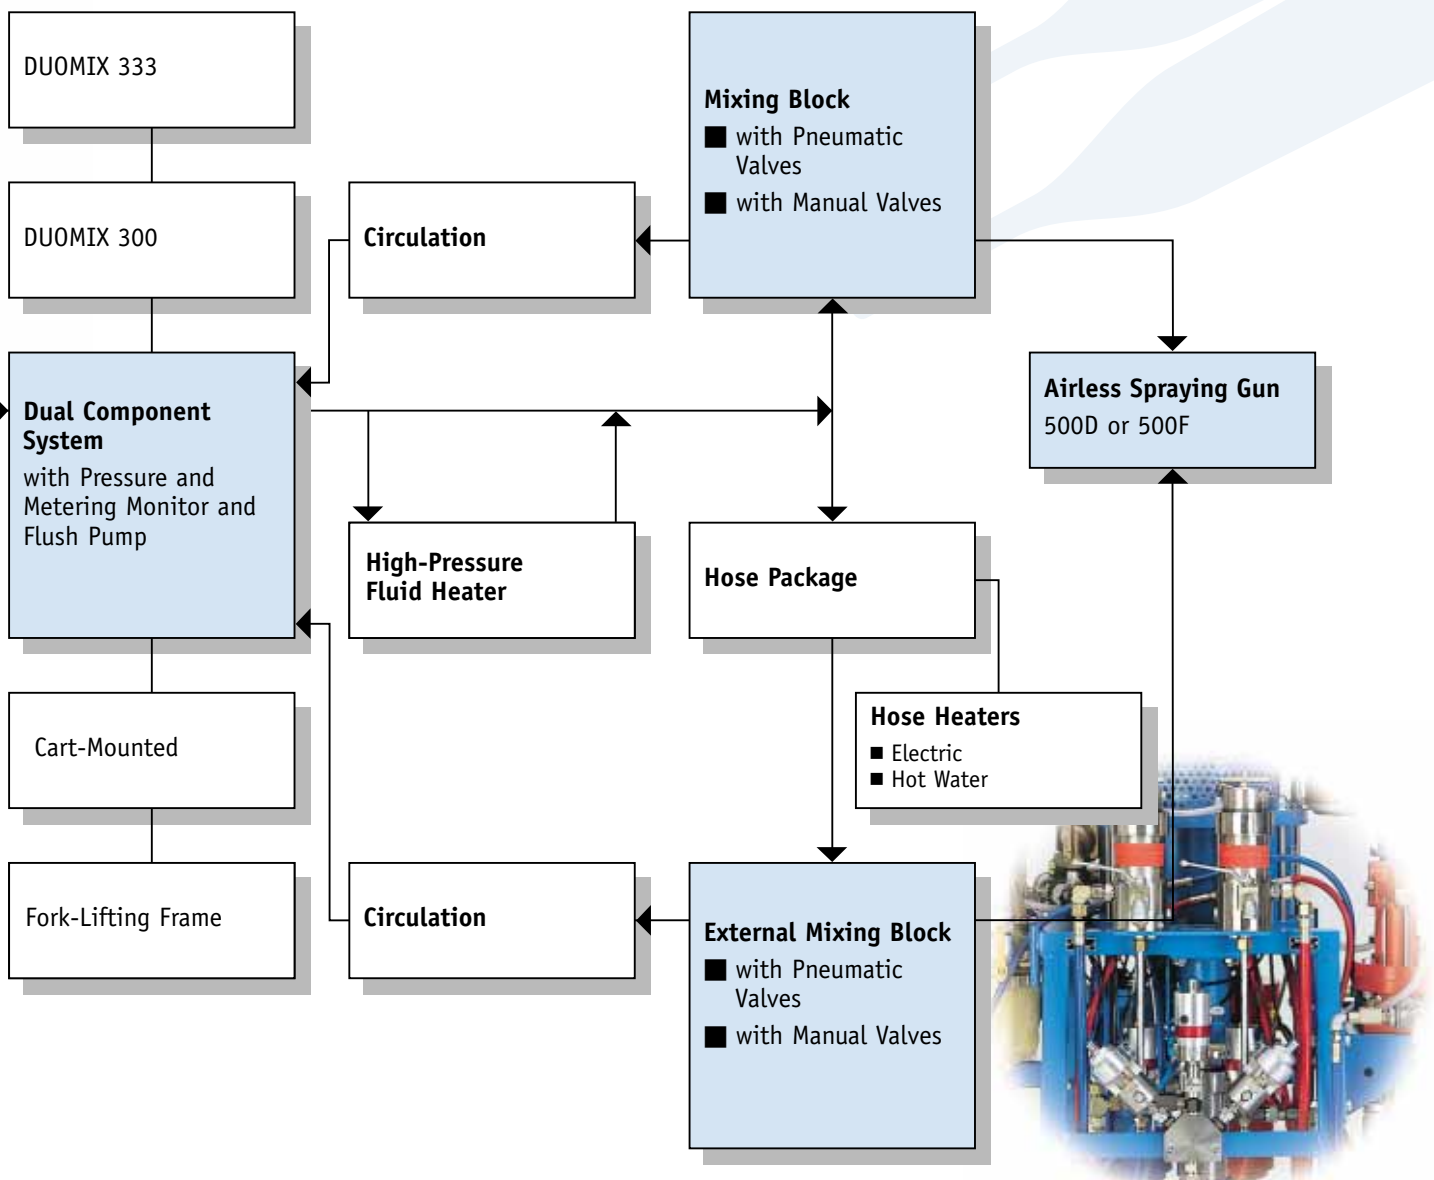 DUOMIX 333
DUOMIX 300
Dual Component
System
with Pressure and
Metering Monitor and
Flush Pump
Cart-Mounted
Fork-Lifting Frame
Circulation
High-Pressure
Fluid Heater
Circulation
Mixing Block
■ with Pneumatic
Valves
■ with Manual Valves
Hose Package
Hose Heaters
■ Electric
■ Hot Water
External Mixing Block
■ with Pneumatic
Valves
■ with Manual Valves
Airless Spraying Gun
500D or 500F